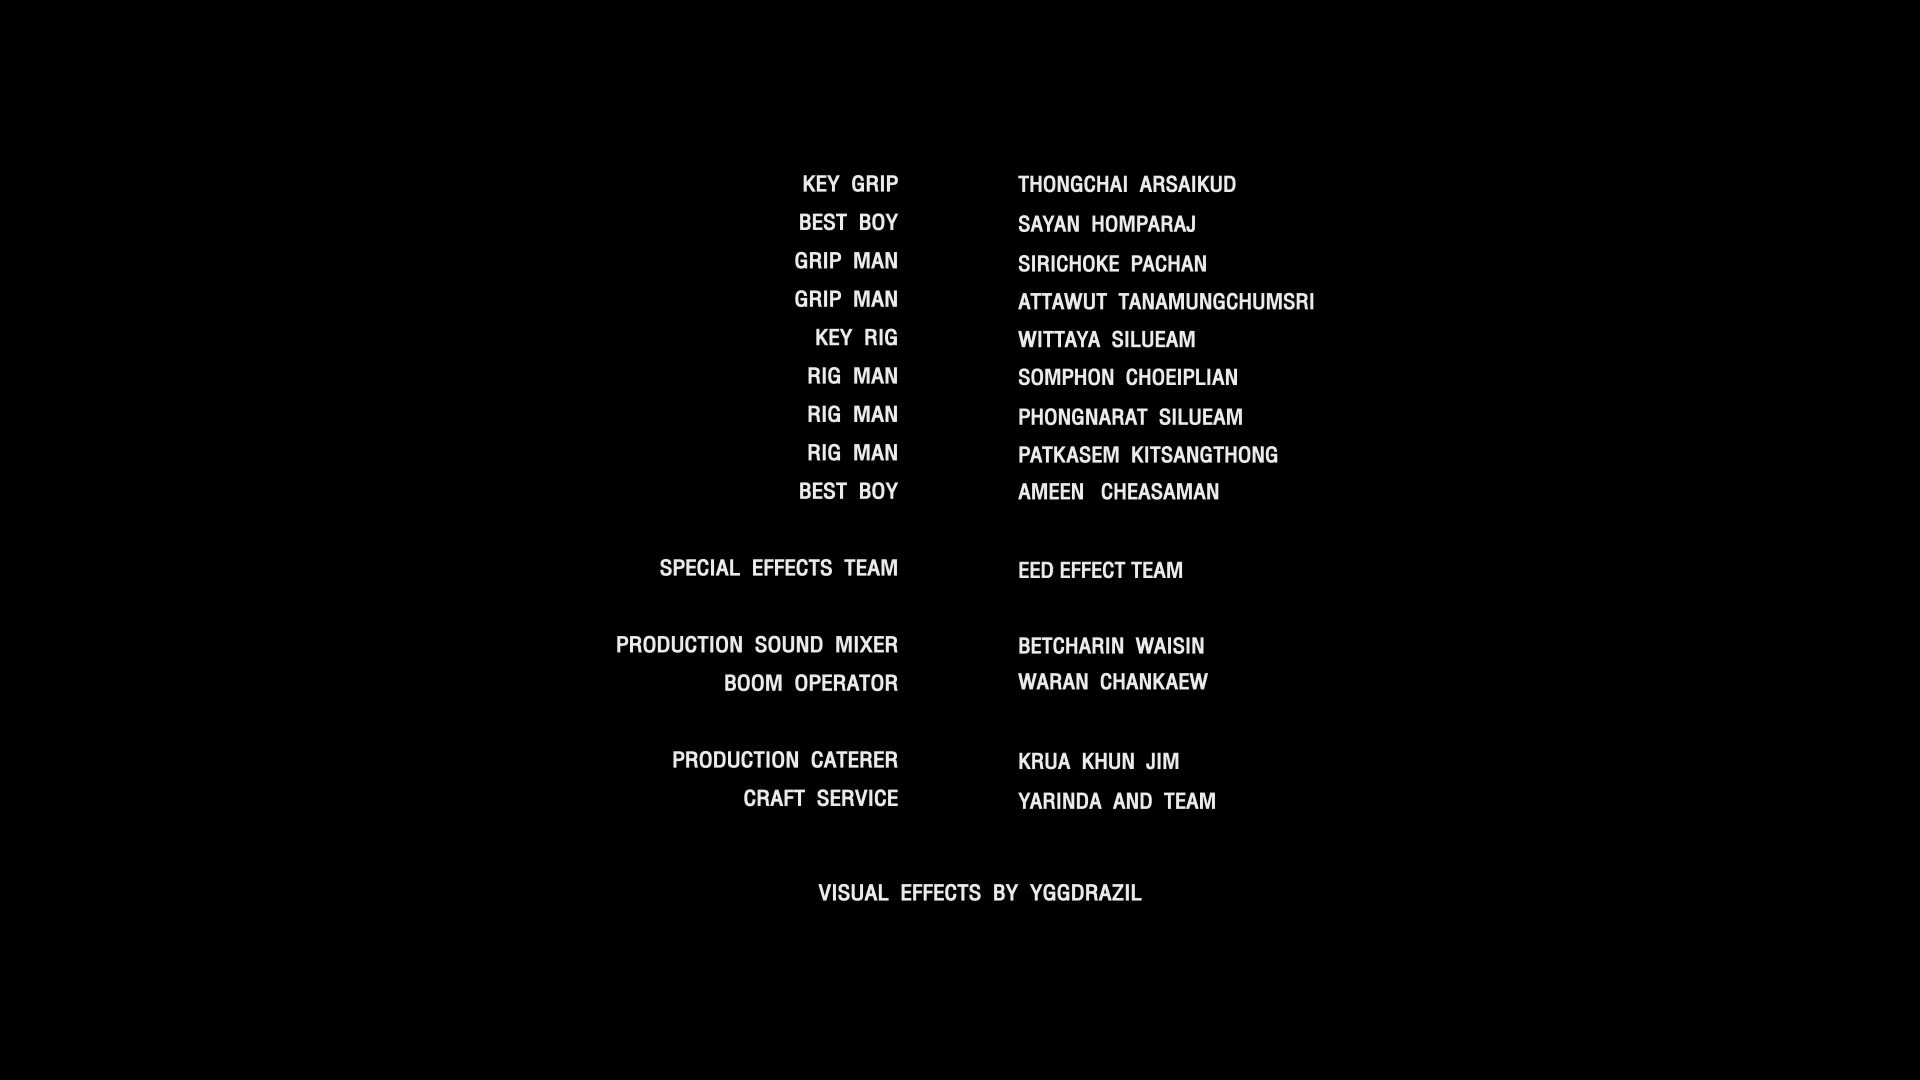 KEY GRIP THONGCHAI ARSAIKUD
BEST BOY SAYAN HOMPARAJ
GRIP MAN SIRICHOKE PACHAN
GRIP MAN ATTAWUT TANAMUNGCHUMSRI
KEY RIG WITTAYA SILUEAM
RIG MAN SOMPHON CHOEIPLIAN
RIG MAN PHONGNARAT SILUEAM
RIG MAN PATKASEM KITSANGTHONG
BEST BOY AMEEN CHEASAMAN
SPECIAL EFFECTS TEAM EED EFFECT TEAM
PRODUCTION SOUND MIXER BETCHARIN WAISIN
BOOM OPERATOR WARAN CHANKAEW
PRODUCTION CATERER KRUA KHUN JIM
CRAFT SERVICE YARINDA AND TEAM
VISUAL EFFECTS BY YGGDRAZIL